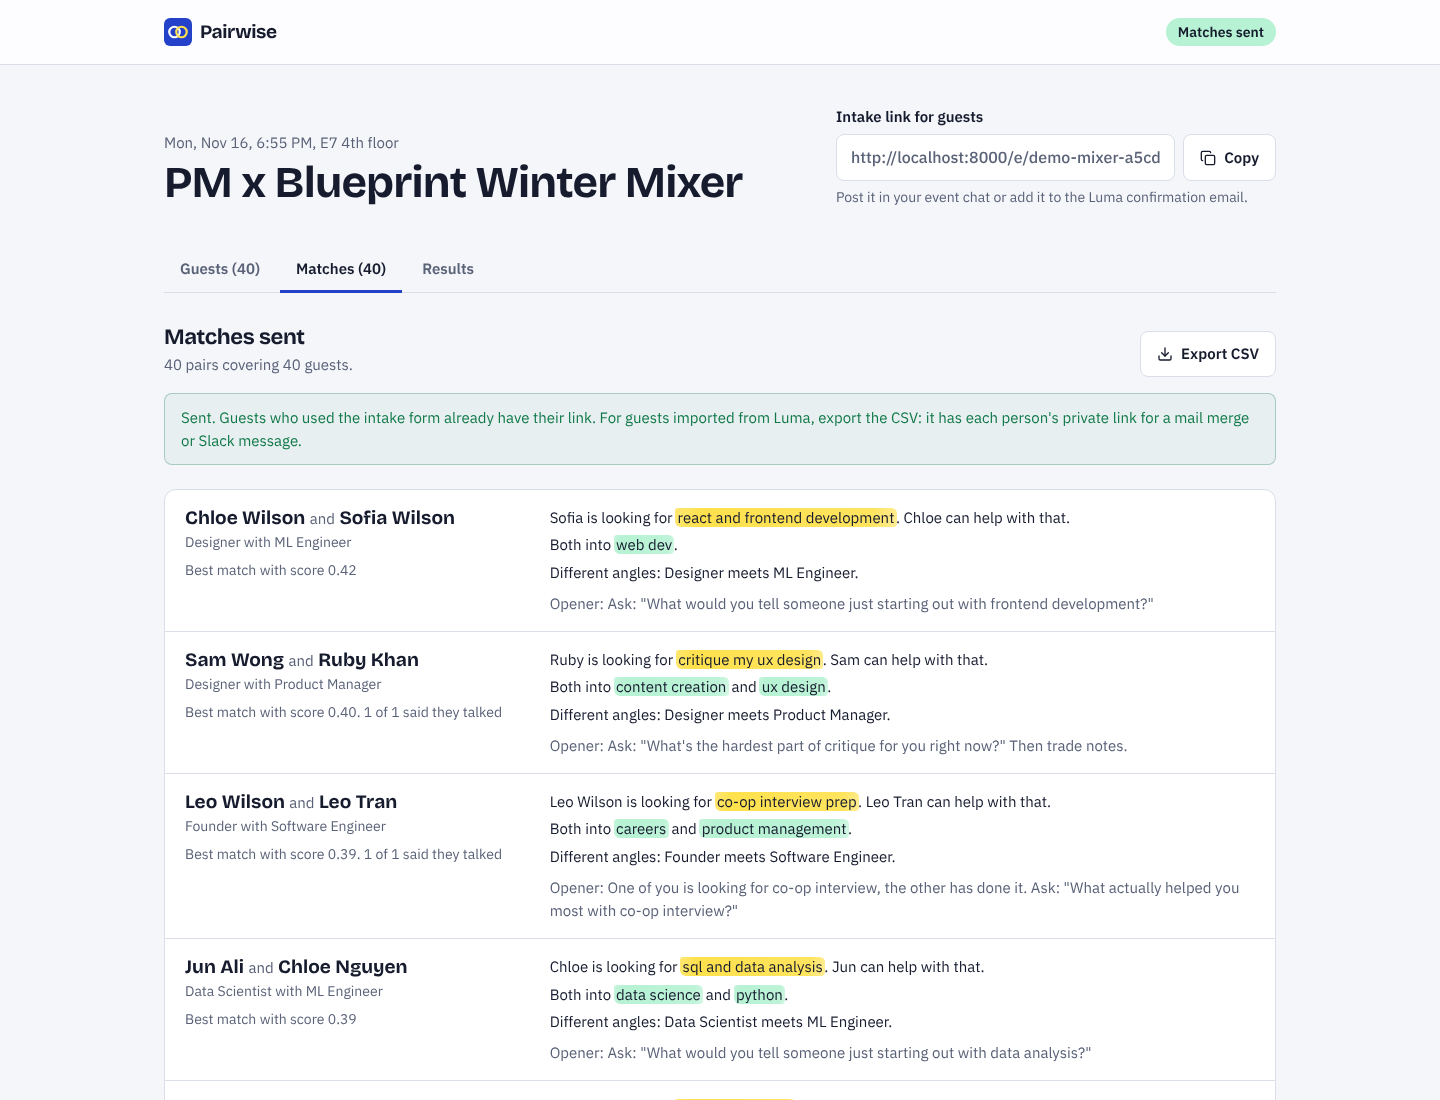 Pairwise
Matches sent
Mon, Nov 16, 6:55 PM, E7 4th floor
PM x Blueprint Winter Mixer
Intake link for guests
http://localhost:8000/e/demo-mixer-a5cd
Copy
Post it in your event chat or add it to the Luma confirmation email.
Guests (40)
Matches (40)
Results
Matches sent
40 pairs covering 40 guests.
Export CSV
Sent. Guests who used the intake form already have their link. For guests imported from Luma, export the CSV: it has each person's private link for a mail merge
or Slack message.
Chloe Wilson and Sofia Wilson
Designer with ML Engineer
Best match with score 0.42
Sofia is looking for react and frontend development. Chloe can help with that.
Both into web dev.
Different angles: Designer meets ML Engineer.
Opener: Ask: "What would you tell someone just starting out with frontend development?"
Sam Wong and Ruby Khan
Designer with Product Manager
Best match with score 0.40. 1 of 1 said they talked
Ruby is looking for critique my ux design. Sam can help with that.
Both into content creation and ux design.
Different angles: Designer meets Product Manager.
Opener: Ask: "What's the hardest part of critique for you right now?" Then trade notes.
Leo Wilson and Leo Tran
Founder with Software Engineer
Best match with score 0.39. 1 of 1 said they talked
Leo Wilson is looking for co-op interview prep. Leo Tran can help with that.
Both into careers and product management.
Different angles: Founder meets Software Engineer.
Opener: One of you is looking for co-op interview, the other has done it. Ask: "What actually helped you
most with co-op interview?"
Jun Ali and Chloe Nguyen
Data Scientist with ML Engineer
Best match with score 0.39
Chloe is looking for sql and data analysis. Jun can help with that.
Both into data science and python.
Different angles: Data Scientist meets ML Engineer.
Opener: Ask: "What would you tell someone just starting out with data analysis?"